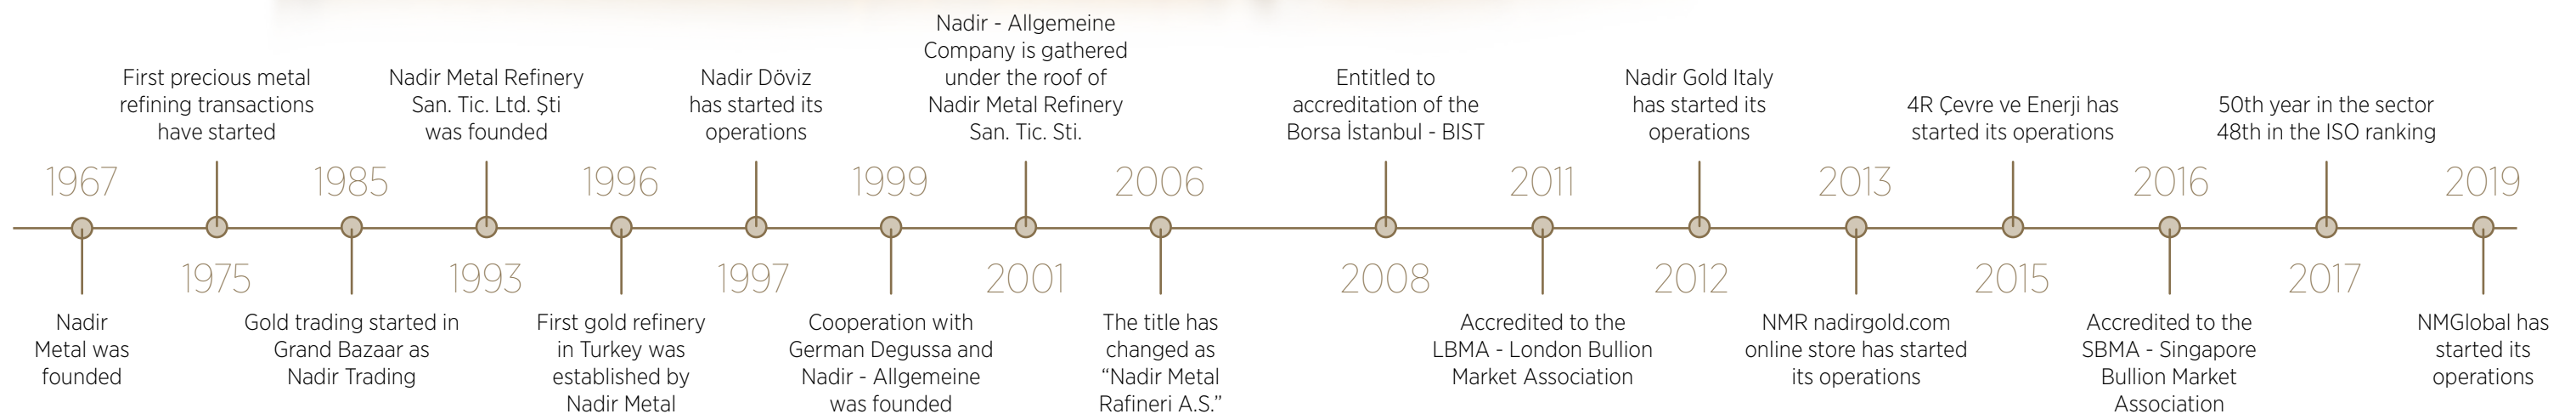 1967
Nadir
Metal was
founded
First precious metal
refining transactions
have started
1975
1985
Gold trading started in
Grand Bazaar as
Nadir Trading
Nadir Metal Refinery
San. Tic. Ltd. Şti
was founded
1993
1996
First gold refinery
in Turkey was
established by
Nadir Metal
Nadir Döviz
has started its
operations
1997
1999
Cooperation with
German Degussa and
Nadir - Allgemeine
was founded
Nadir - Allgemeine
Company is gathered
under the roof of
Nadir Metal Refinery
San. Tic. Sti.
2001
2006
The title has
changed as
“Nadir Metal
Rafineri A.S.”
Entitled to
accreditation of the
Borsa İstanbul - BIST
2008
2011
Accredited to the
LBMA - London Bullion
Market Association
Nadir Gold Italy
has started its
operations
2012
2013
NMR nadirgold.com
online store has started
its operations
4R Çevre ve Enerji has
started its operations
2015
2016
Accredited to the
SBMA - Singapore
Bullion Market
Association
50th year in the sector
48th in the ISO ranking
2017
2019
NMGlobal has
started its
operations